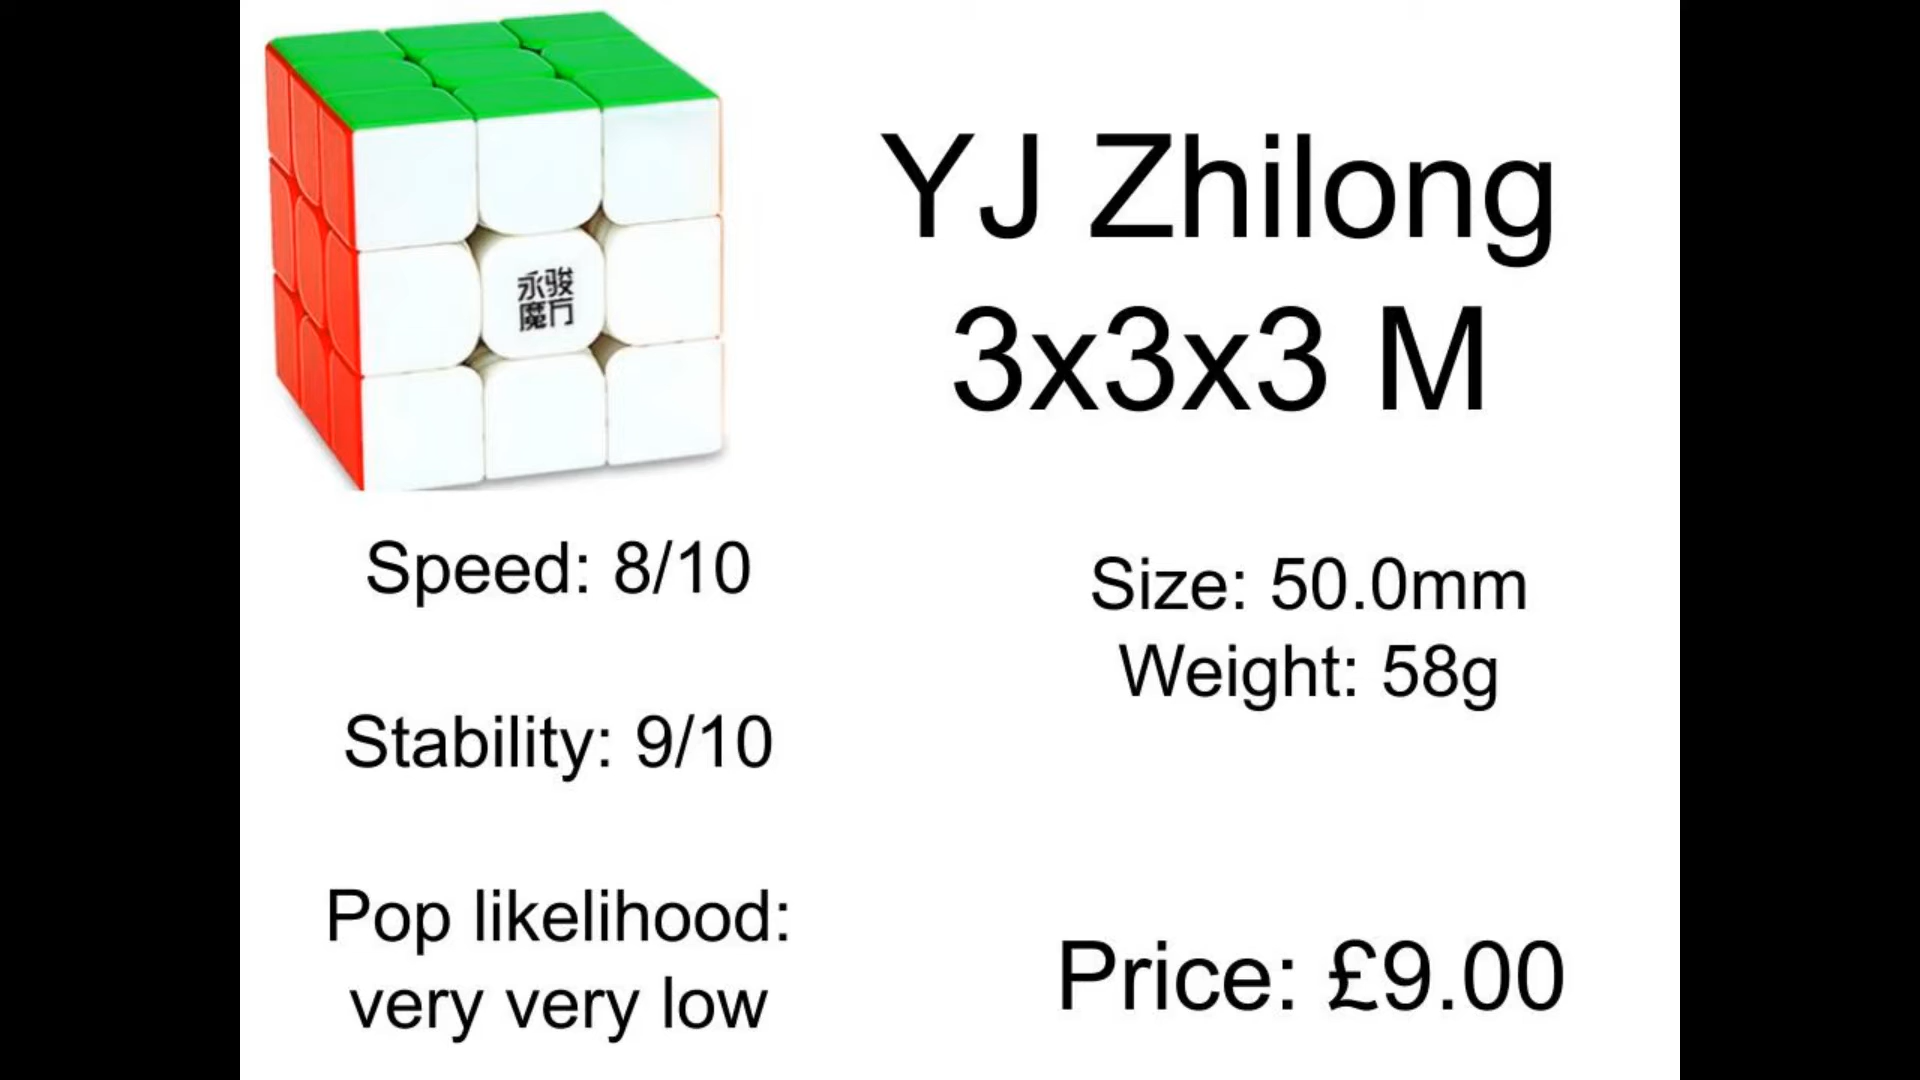 永骏
魔方
YJ Zhilong
3x3x3 M
Speed: 8/10
Stability: 9/10
Pop likelihood:
very very low
Size: 50.0mm
Weight: 58g
Price: £9.00